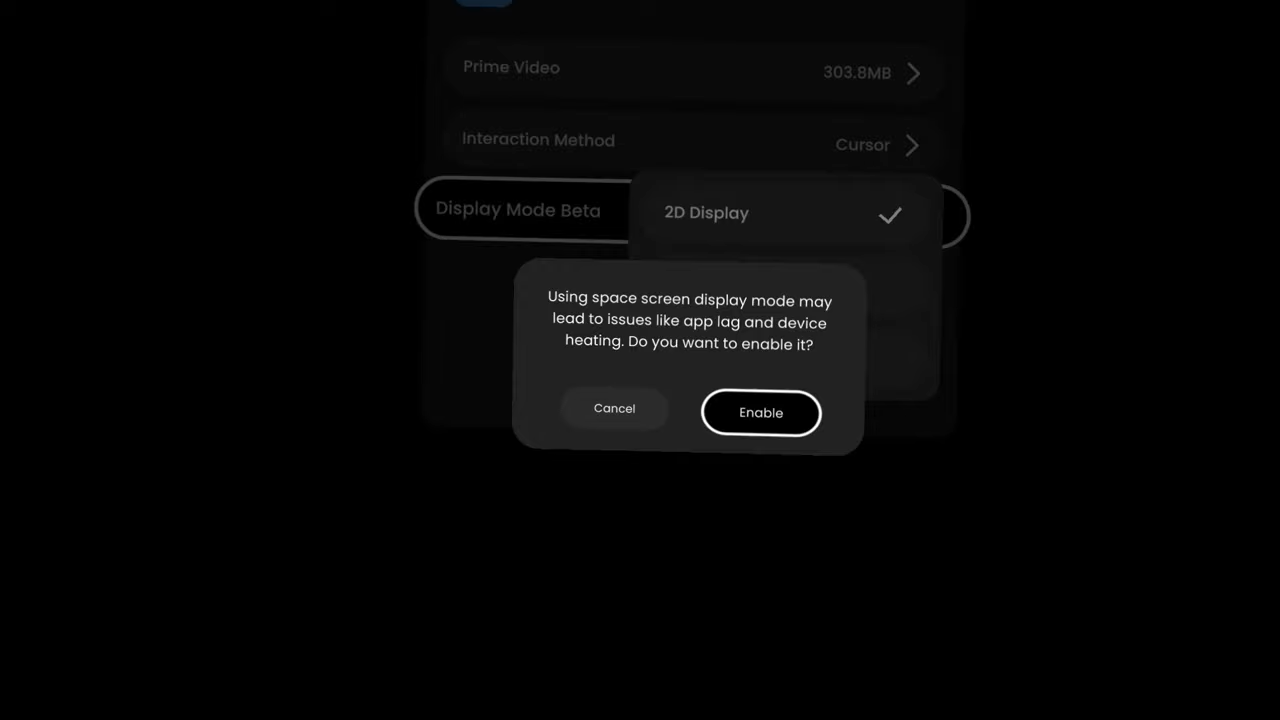 Prime Video
303.8MB
Interaction Method
Cursor
Display Mode Beta
2D Display
Using space screen display mode may
lead to issues like app lag and device
heating. Do you want to enable it?
Cancel
Enable